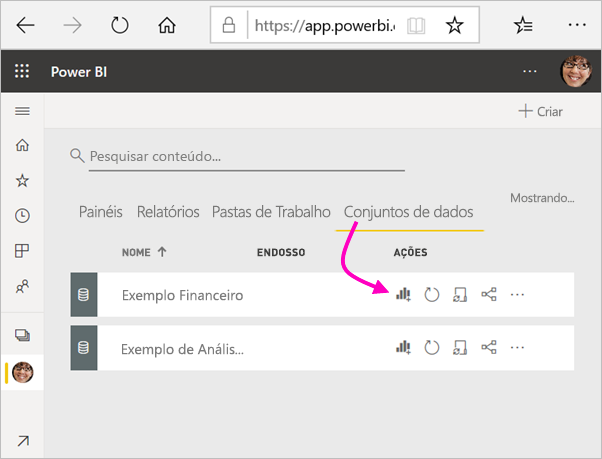 https://app.powerbi.
Power BI
Criar
Pesquisar conteúdo...
Mostrando...
Painéis Relatórios Pastas de Trabalho Conjuntos de dados
NOME ENDOSSO AÇÕES
Exemplo Financeiro
Exemplo de Anális...